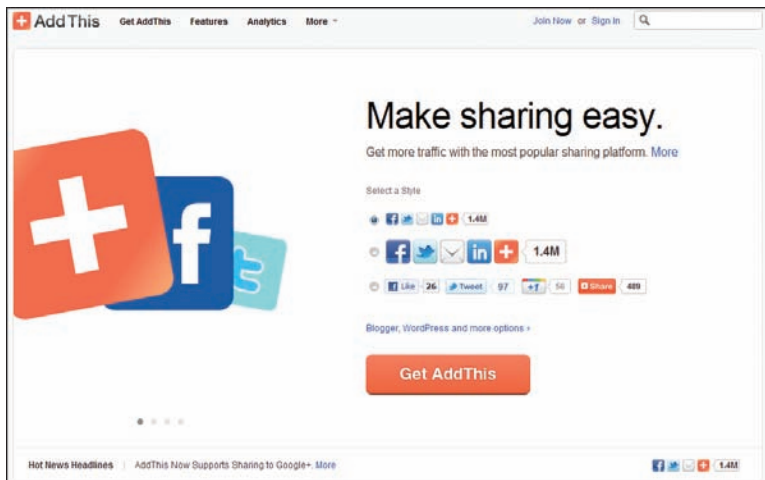 AddThis Get AddThis Features Analytics More Join Now or Sign In
Make sharing easy.
Get more traffic with the most popular sharing platform. More
Select a Style
f in 1.4M
f in 1.4M
f t
Like 26 Tweet 97 +1 Share 489
Blogger, WordPress and more options ›
Get AddThis
Hot News Headlines | AddThis Now Supports Sharing to Google+. More f 1.4M